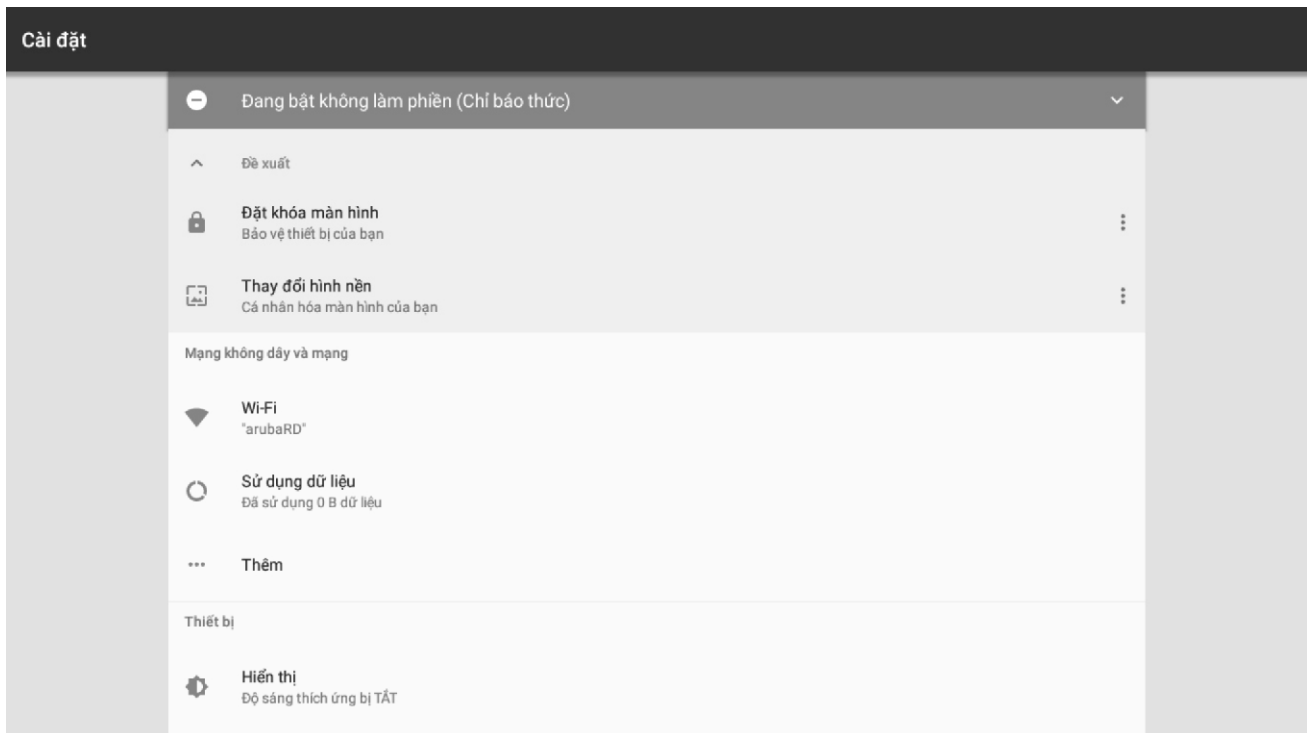 Cài đặt
Đang bật không làm phiền (Chỉ báo thức)
Đề xuất
Đặt khóa màn hình
Bảo vệ thiết bị của bạn
Thay đổi hình nền
Cá nhân hóa màn hình của bạn
Mạng không dây và mạng
Wi-Fi
"arubaRD"
Sử dụng dữ liệu
Đã sử dụng 0 B dữ liệu
Thêm
Thiết bị
Hiển thị
Độ sáng thích ứng bị TẮT